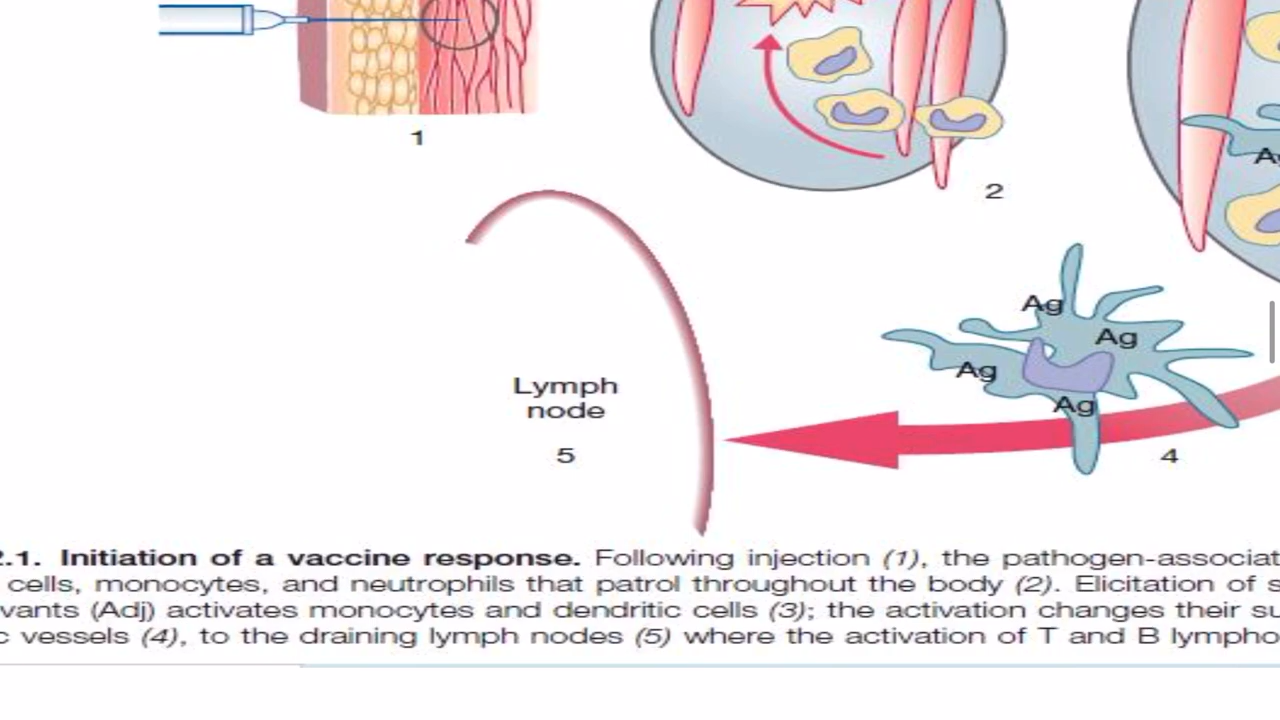 1
2
Ag
Ag
Ag
Ag
Ag
Lymph
node
5
4
2.1. Initiation of a vaccine response. Following injection (1), the pathogen-associat
cells, monocytes, and neutrophils that patrol throughout the body (2). Elicitation of s
vants (Adj) activates monocytes and dendritic cells (3); the activation changes their su
c vessels (4), to the draining lymph nodes (5) where the activation of T and B lympho